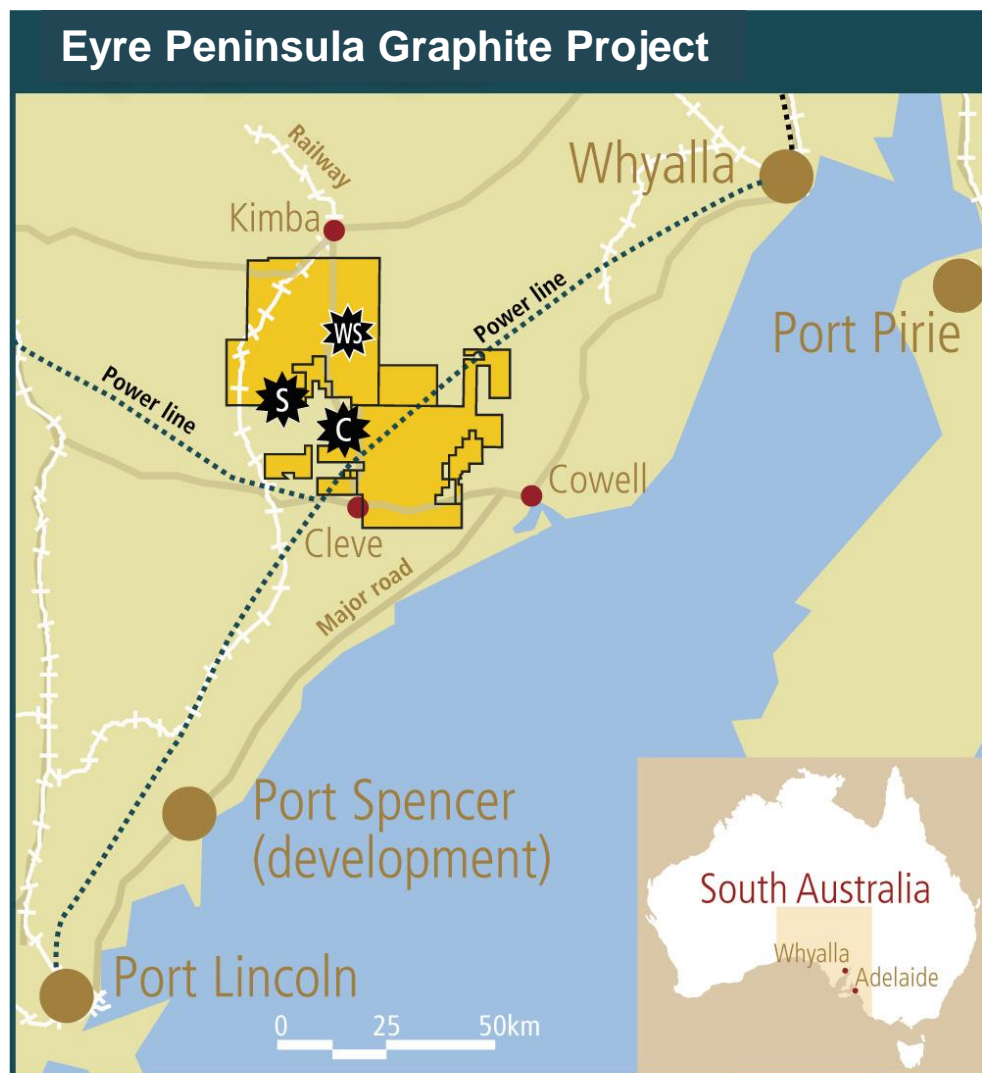 Eyre Peninsula Graphite Project
Railway
Whyalla
Kimba
Power line
Port Pirie
WS
Power line
S
C
Cowell
Cleve
Major road
Port Spencer
(development)
South Australia
Whyalla
Adelaide
Port Lincoln
0 25 50km